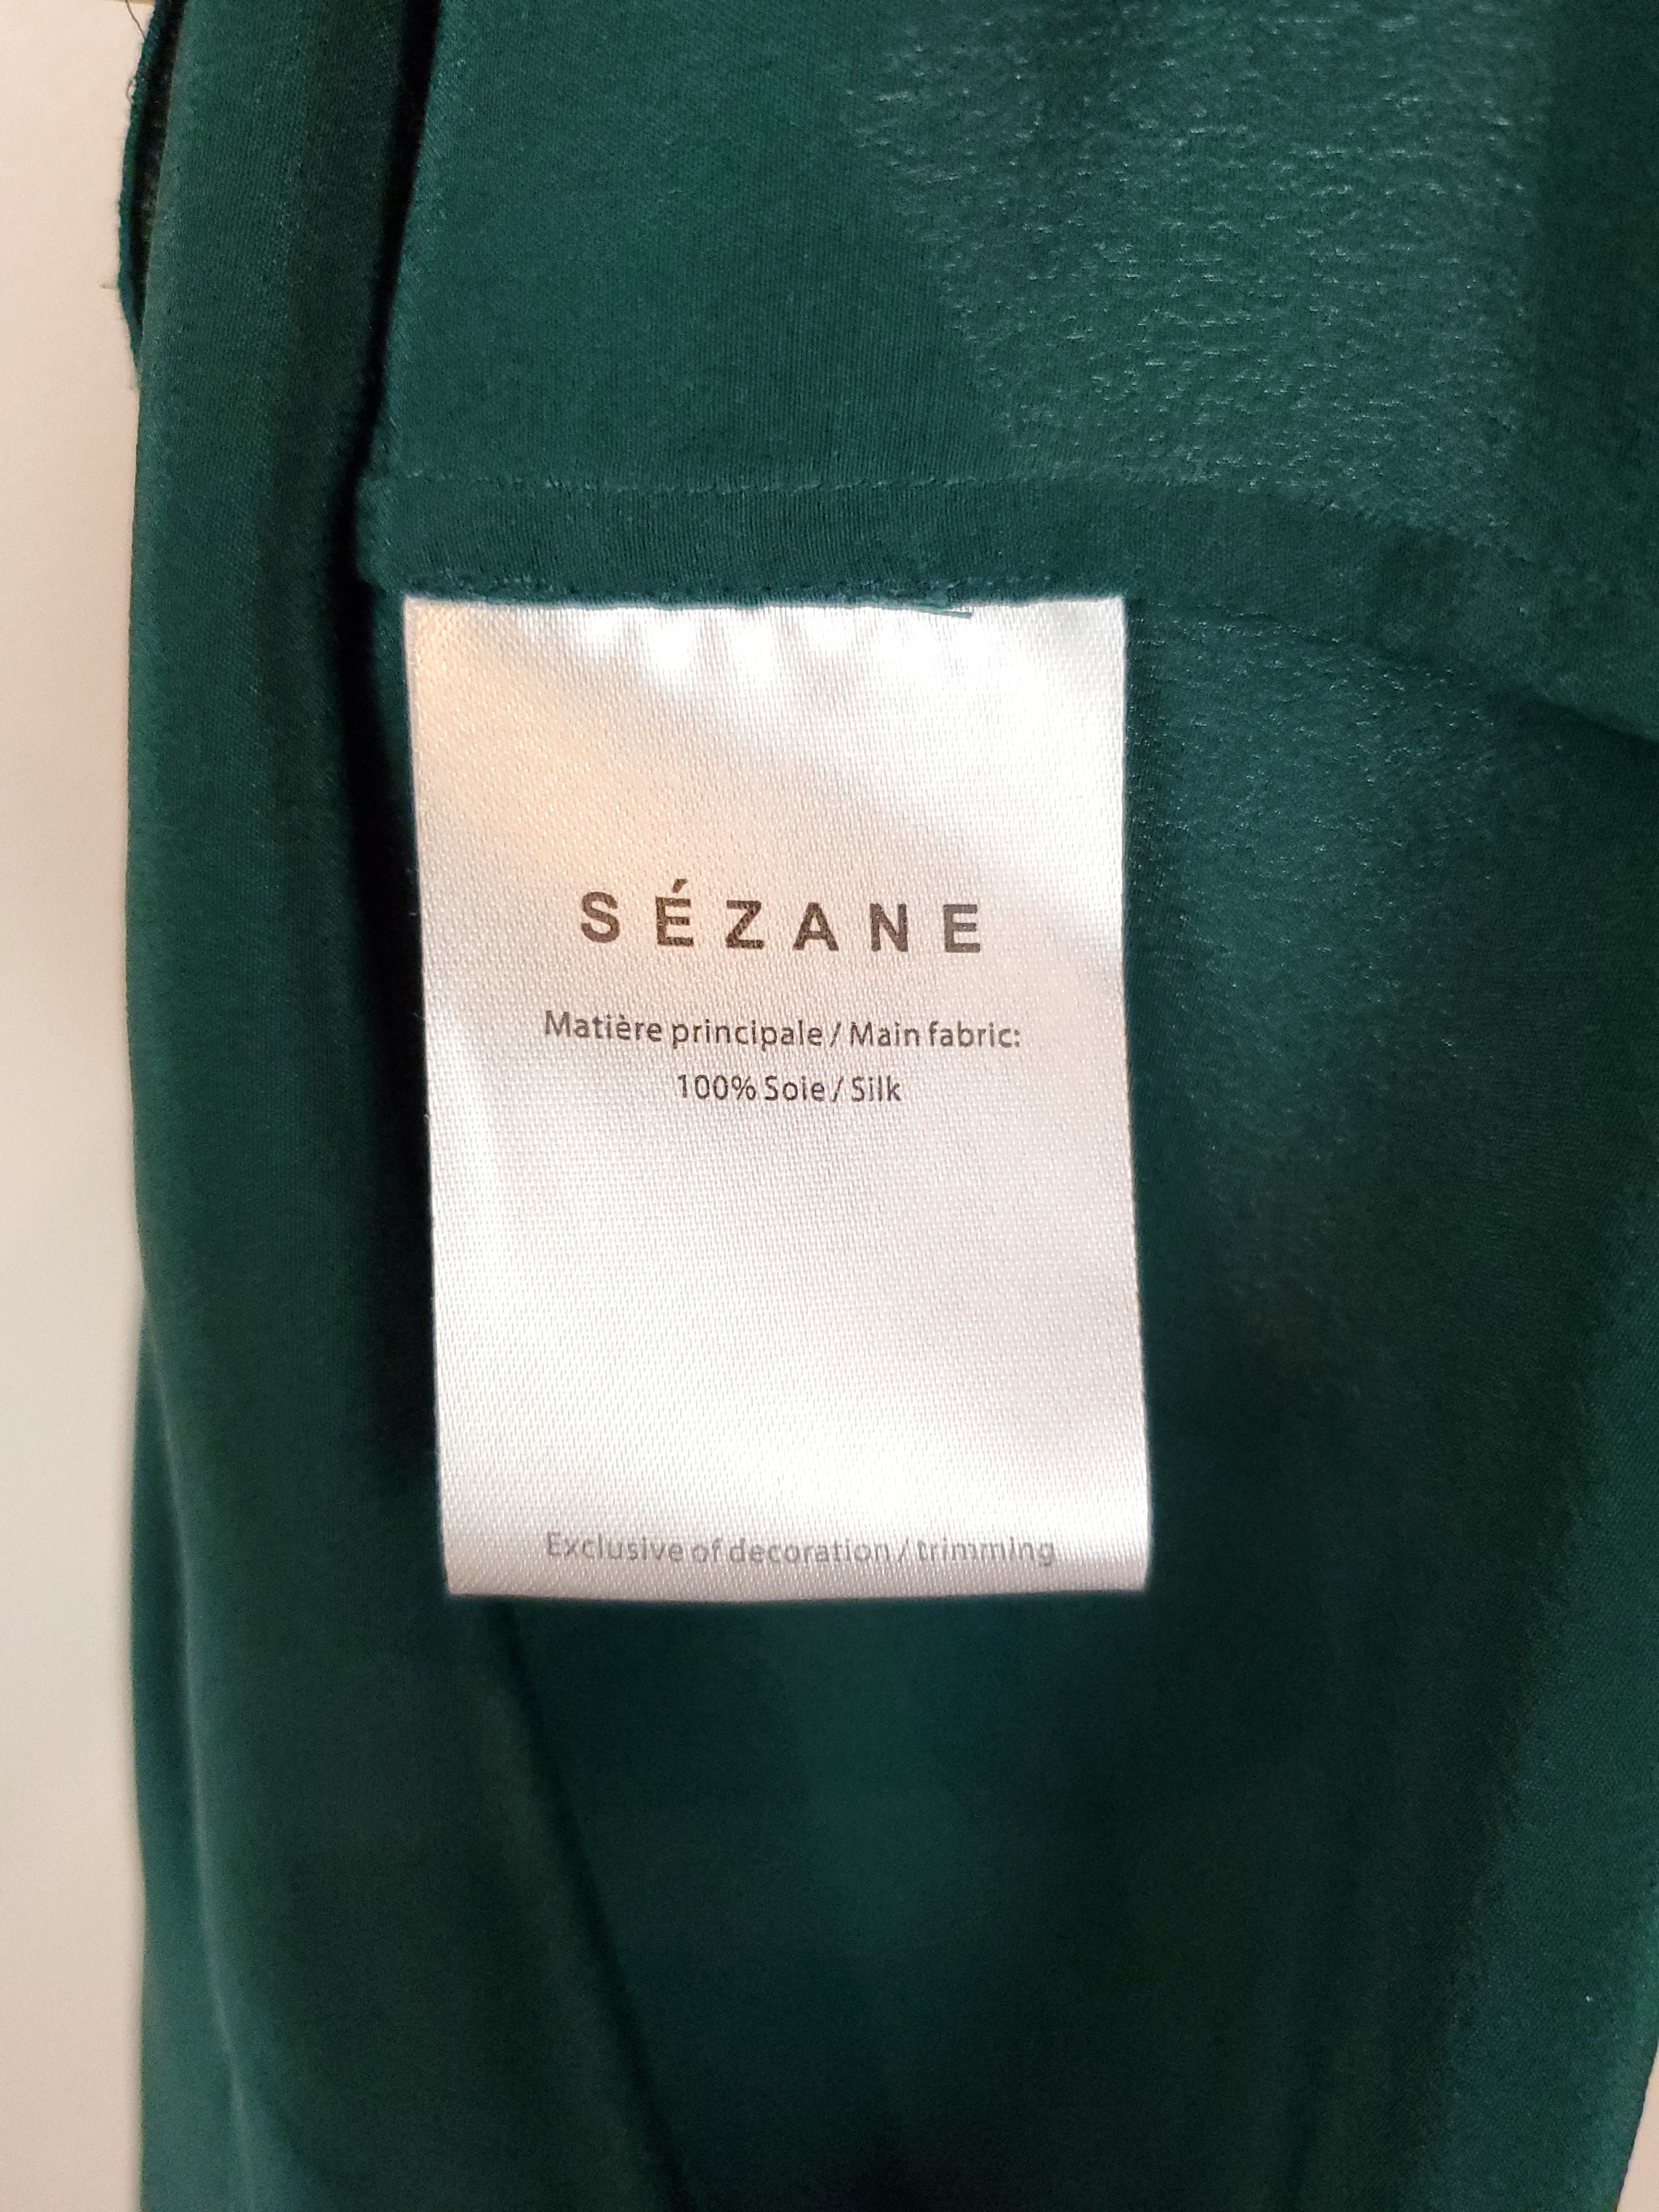 SÉZANE
Matière principale / Main fabric:
100% Soie / Silk
Exclusive of decoration / trimming